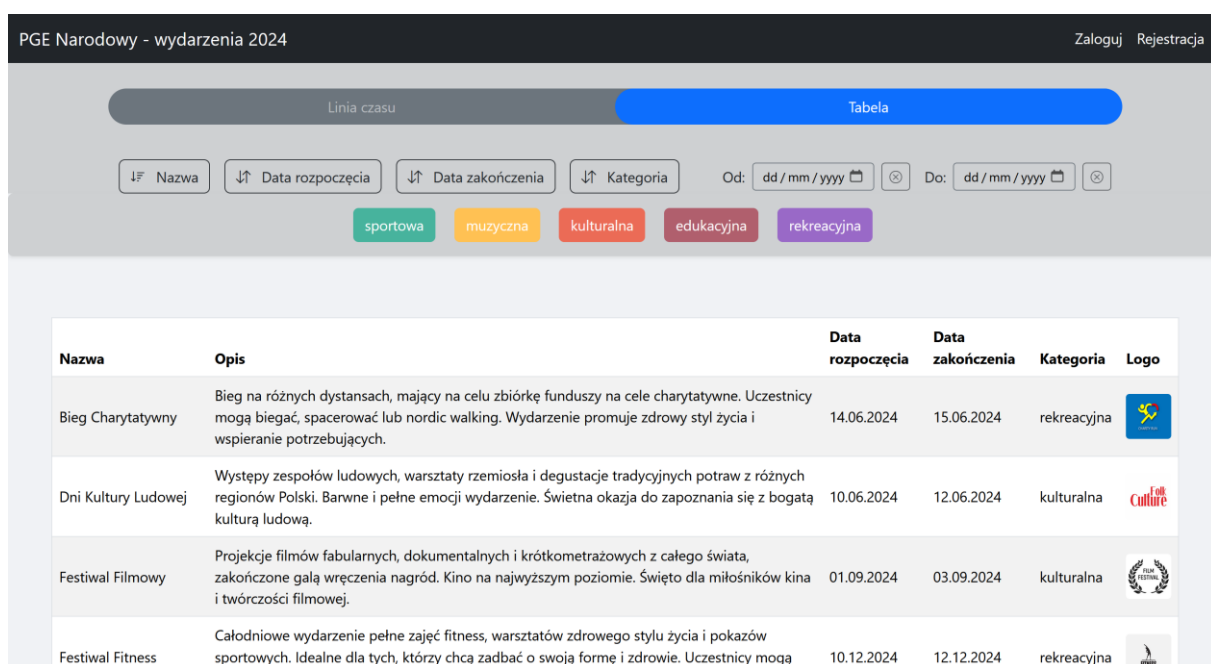 PGE Narodowy - wydarzenia 2024 Zaloguj Rejestracja
Linia czasu Tabela
Nazwa Data rozpoczęcia Data zakończenia Kategoria Od: dd/mm/yyyy Do: dd/mm/yyyy
sportowa muzyczna kulturalna edukacyjna rekreacyjna
Data Data
Nazwa Opis rozpoczęcia zakończenia Kategoria Logo
Bieg na różnych dystansach, mający na celu zbiórkę funduszy na cele charytatywne. Uczestnicy
Bieg Charytatywny mogą biegać, spacerować lub nordic walking. Wydarzenie promuje zdrowy styl życia i 14.06.2024 15.06.2024 rekreacyjna
wspieranie potrzebujących.
Występy zespołów ludowych, warsztaty rzemiosła i degustacje tradycyjnych potraw z różnych
Dni Kultury Ludowej regionów Polski. Barwne i pełne emocji wydarzenie. Świetna okazja do zapoznania się z bogatą 10.06.2024 12.06.2024 kulturalna Folk Culture
kulturą ludową.
Projekcje filmów fabularnych, dokumentalnych i krótkometrażowych z całego świata,
Festiwal Filmowy zakończone galą wręczenia nagród. Kino na najwyższym poziomie. Święto dla miłośników kina 01.09.2024 03.09.2024 kulturalna FILM FESTIVAL
i twórczości filmowej.
Całodniowe wydarzenie pełne zajęć fitness, warsztatów zdrowego stylu życia i pokazów
Festiwal Fitness sportowych. Idealne dla tych, którzy chcą zadbać o swoją formę i zdrowie. Uczestnicy mogą 10.12.2024 12.12.2024 rekreacyjna